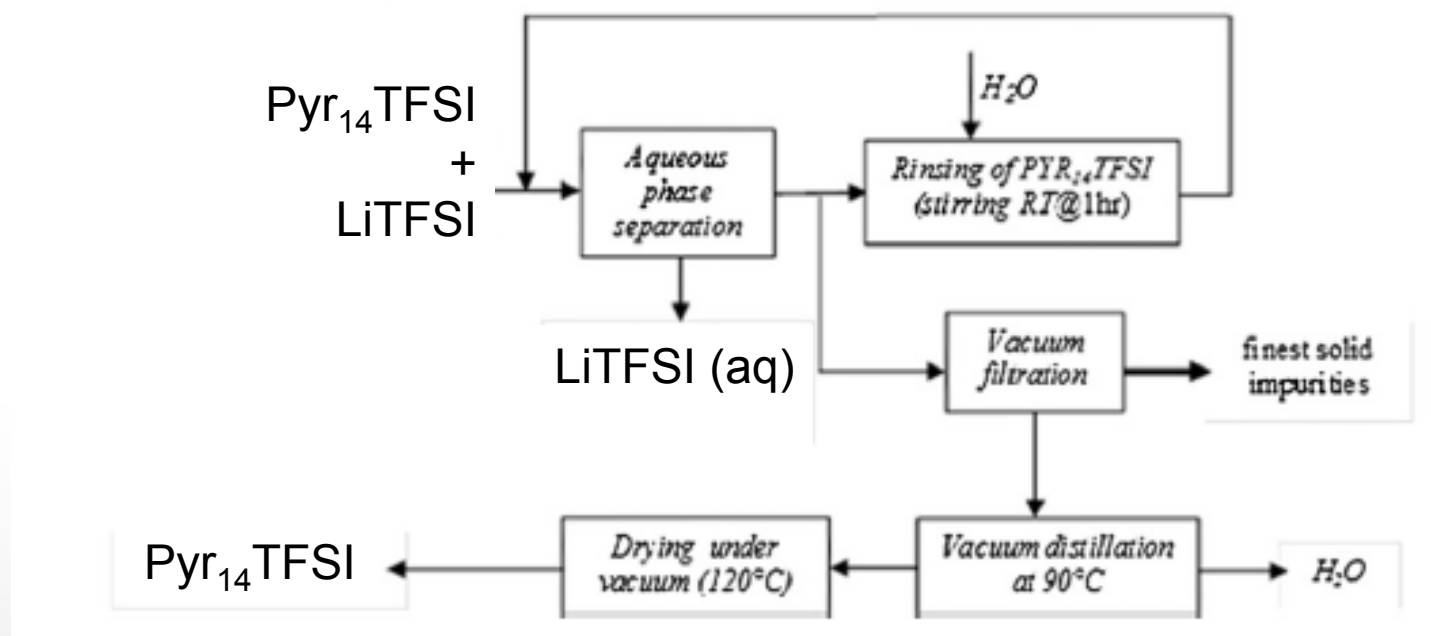 Pyr₁₄TFSI
+
LiTFSI
H₂O
Aqueous
phase
separation
Rinsing of PYR₁₄TFSI
(stirring RT@1hr)
LiTFSI (aq)
Vacuum
filtration
finest solid
impurities
Pyr₁₄TFSI
Drying under
vacuum (120°C)
Vacuum distillation
at 90°C
H₂O